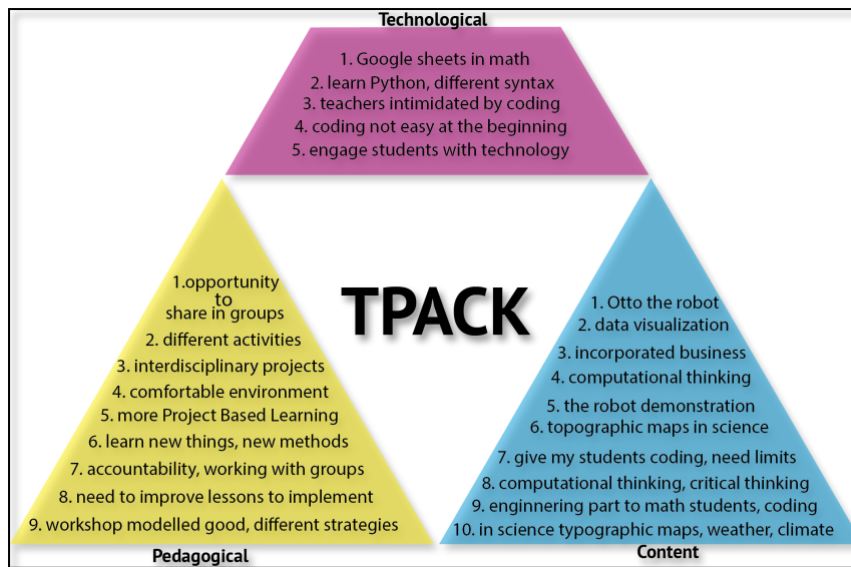 Technological
1. Google sheets in math
2. learn Python, different syntax
3. teachers intimidated by coding
4. coding not easy at the beginning
5. engage students with technology
TPACK
1.opportunity
to
share in groups
2. different activities
3. interdisciplinary projects
4. comfortable environment
5. more Project Based Learning
6. learn new things, new methods
7. accountability, working with groups
8. need to improve lessons to implement
9. workshop modelled good, different strategies
Pedagogical
1. Otto the robot
2. data visualization
3. incorporated business
4. computational thinking
5. the robot demonstration
6. topographic maps in science
7. give my students coding, need limits
8. computational thinking, critical thinking
9. enginnering part to math students, coding
10. in science typographic maps, weather, climate
Content